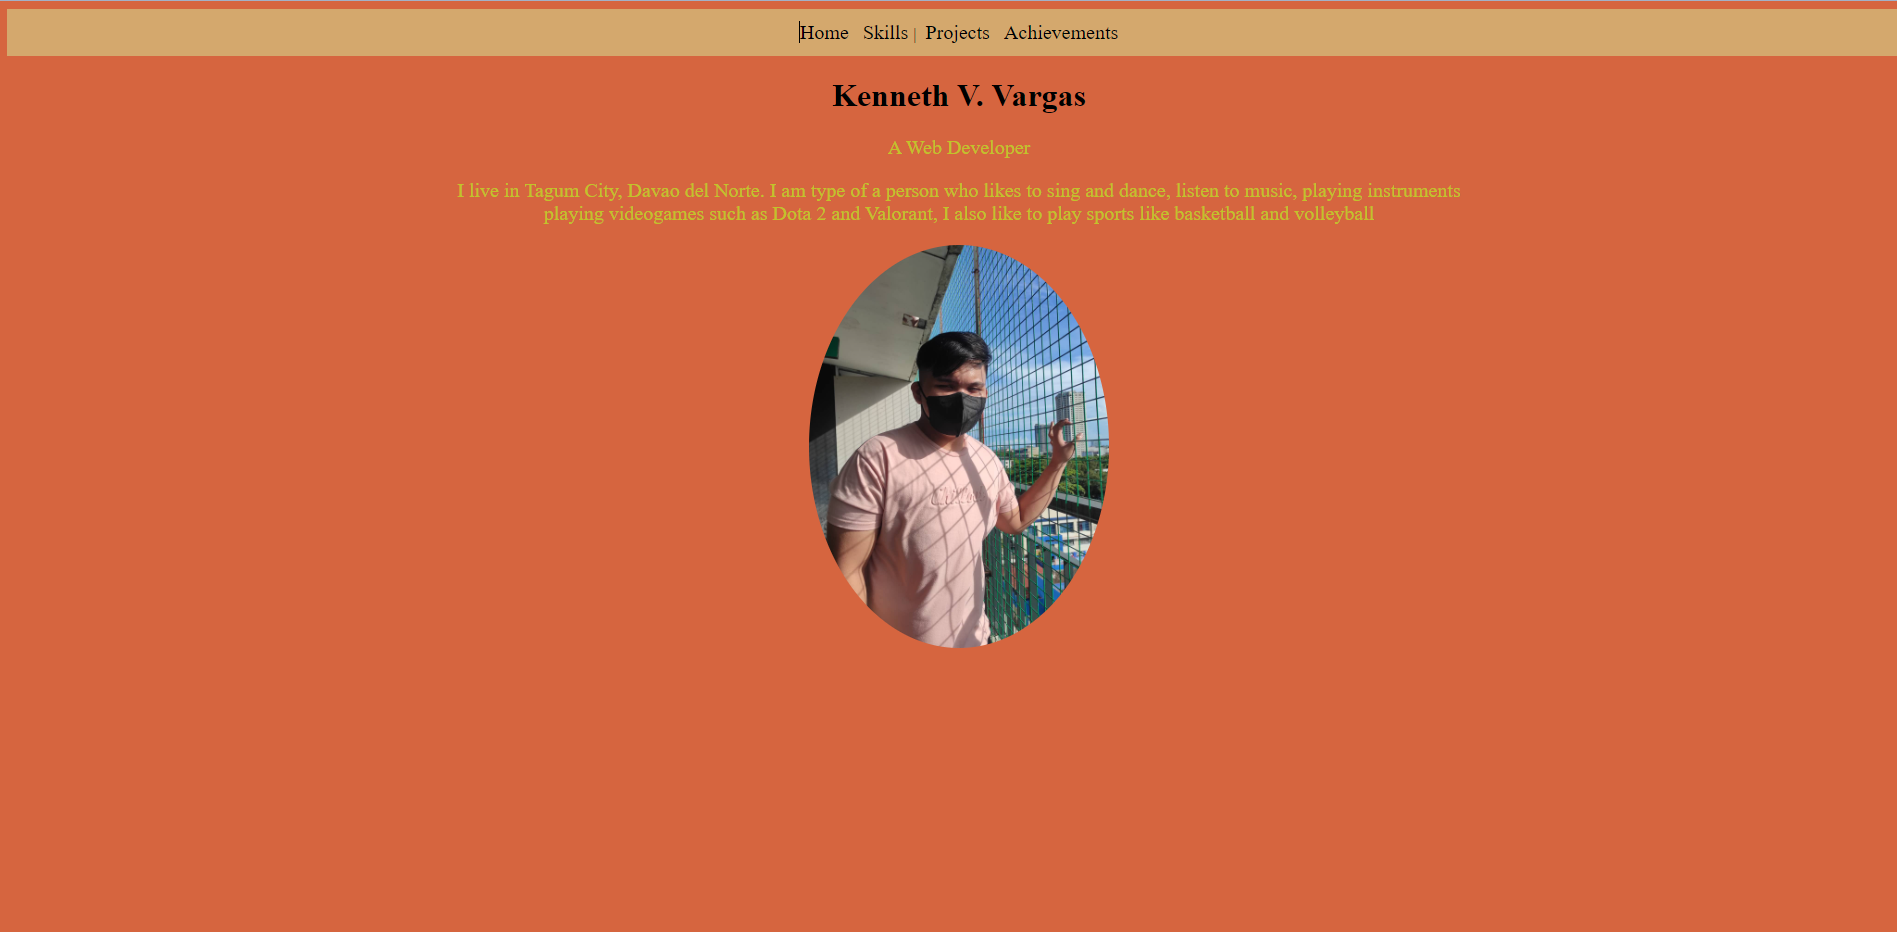 Home Skills | Projects Achievements
Kenneth V. Vargas
A Web Developer
I live in Tagum City, Davao del Norte. I am type of a person who likes to sing and dance, listen to music, playing instruments
playing videogames such as Dota 2 and Valorant, I also like to play sports like basketball and volleyball